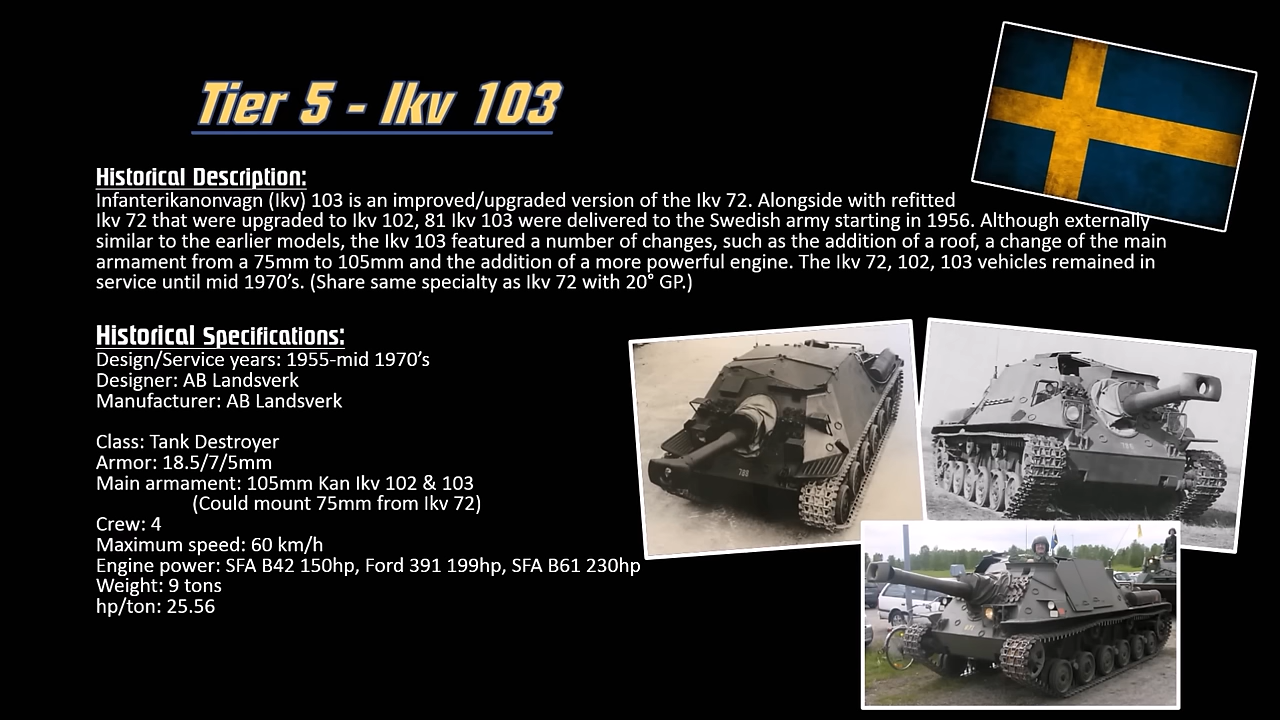 Tier 5 - Ikv 103
Historical Description:
Infanterikanonvagn (Ikv) 103 is an improved/upgraded version of the Ikv 72. Alongside with refitted
Ikv 72 that were upgraded to Ikv 102, 81 Ikv 103 were delivered to the Swedish army starting in 1956. Although externally
similar to the earlier models, the Ikv 103 featured a number of changes, such as the addition of a roof, a change of the main
armament from a 75mm to 105mm and the addition of a more powerful engine. The Ikv 72, 102, 103 vehicles remained in
service until mid 1970’s. (Share same specialty as Ikv 72 with 20° GP.)
Historical Specifications:
Design/Service years: 1955-mid 1970’s
Designer: AB Landsverk
Manufacturer: AB Landsverk
Class: Tank Destroyer
Armor: 18.5/7/5mm
Main armament: 105mm Kan Ikv 102 & 103
(Could mount 75mm from Ikv 72)
Crew: 4
Maximum speed: 60 km/h
Engine power: SFA B42 150hp, Ford 391 199hp, SFA B61 230hp
Weight: 9 tons
hp/ton: 25.56